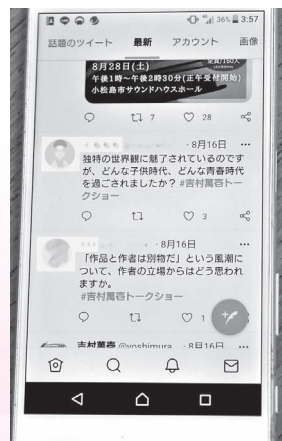 36% 3:57
話題のツイート 最新 アカウント 画像
定員/150人
8月28日(土)
午後1時～午後2時30分(正午受付開始)
小松島市サウンドハウスホール
7 28
・8月16日 …
独特の世界観に魅了されているのです
が、どんな子供時代、どんな青春時代
を過ごされましたか？ #吉村萬壱トー
クショー
3
・8月16日 …
「作品と作者は別物だ」という風潮に
ついて、作者の立場からはどう思われ
ますか。
#吉村萬壱トークショー
1
吉村萬壱 @yoshimura ・8月16日 …